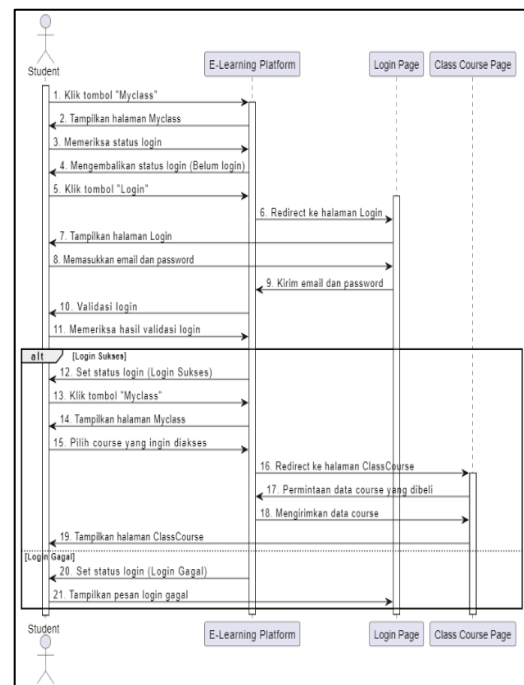 Student
E-Learning Platform
Login Page
Class Course Page
1. Klik tombol "Myclass"
2. Tampilkan halaman Myclass
3. Memeriksa status login
4. Mengembalikan status login (Belum login)
5. Klik tombol "Login"
6. Redirect ke halaman Login
7. Tampilkan halaman Login
8. Memasukkan email dan password
9. Kirim email dan password
10. Validasi login
11. Memeriksa hasil validasi login
alt [Login Sukses]
12. Set status login (Login Sukses)
13. Klik tombol "Myclass"
14. Tampilkan halaman Myclass
15. Pilih course yang ingin diakses
16. Redirect ke halaman ClassCourse
17. Permintaan data course yang dibeli
18. Mengirimkan data course
19. Tampilkan halaman ClassCourse
[Login Gagal]
20. Set status login (Login Gagal)
21. Tampilkan pesan login gagal
Student
E-Learning Platform
Login Page
Class Course Page